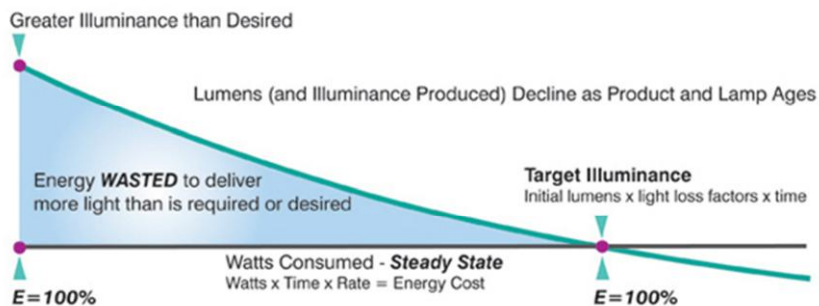 Greater Illuminance than Desired
Lumens (and Illuminance Produced) Decline as Product and Lamp Ages
Energy WASTED to deliver
more light than is required or desired
Target Illuminance
Initial lumens x light loss factors x time
Watts Consumed - Steady State
Watts x Time x Rate = Energy Cost
E=100%
E=100%